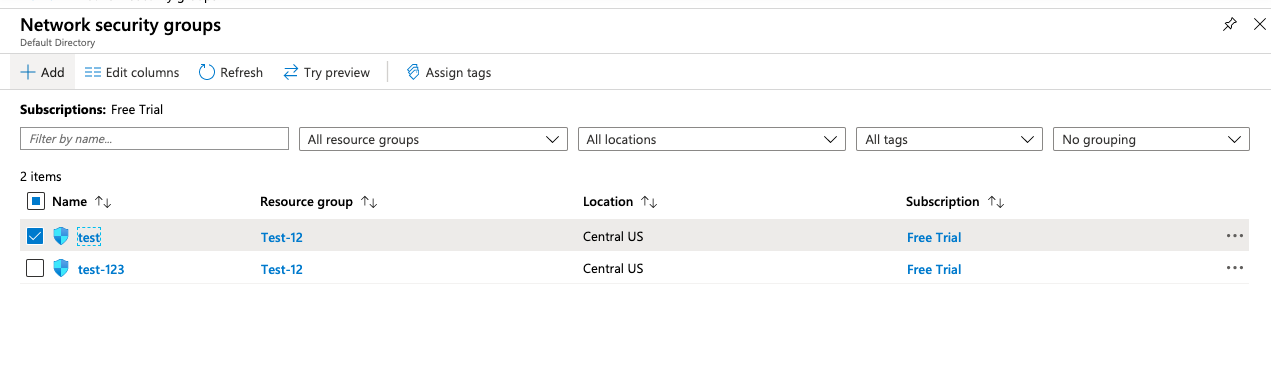 Network security groups
Default Directory
Add Edit columns Refresh Try preview Assign tags
Subscriptions: Free Trial
Filter by name... All resource groups All locations All tags No grouping
2 items
Name Resource group Location Subscription
test Test-12 Central US Free Trial
test-123 Test-12 Central US Free Trial